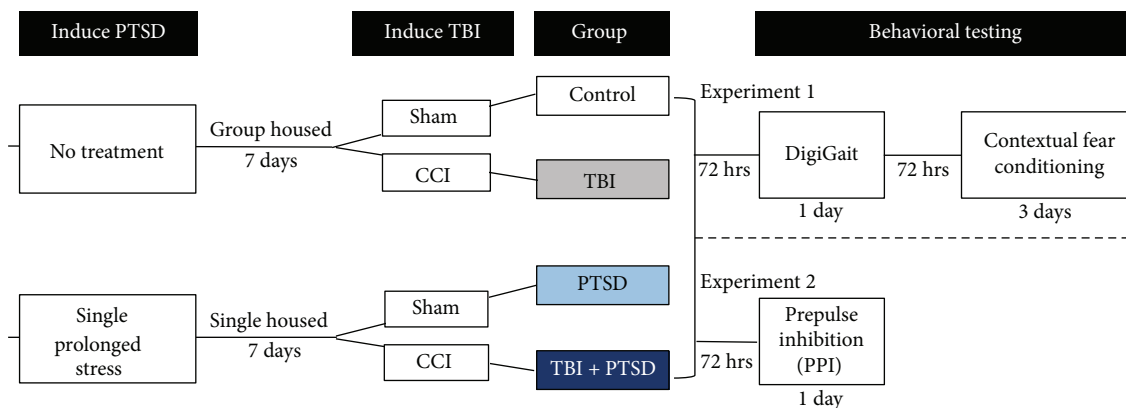 Induce PTSD
Induce TBI
Group
Behavioral testing
No treatment
Group housed
7 days
Sham
CCI
Control
TBI
Experiment 1
72 hrs
DigiGait
1 day
72 hrs
Contextual fear
conditioning
3 days
Single
prolonged
stress
Single housed
7 days
Sham
CCI
PTSD
TBI + PTSD
Experiment 2
72 hrs
Prepulse
inhibition
(PPI)
1 day